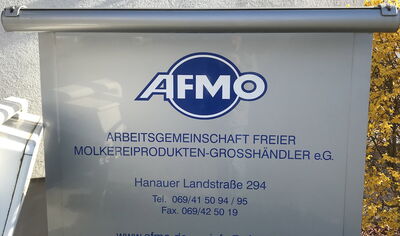 AFMO
ARBEITSGEMEINSCHAFT FREIER
MOLKEREIPRODUKTEN-GROSSHÄNDLER e.G.
Hanauer Landstraße 294
Tel. 069/41 50 94 / 95
Fax. 069/42 50 19